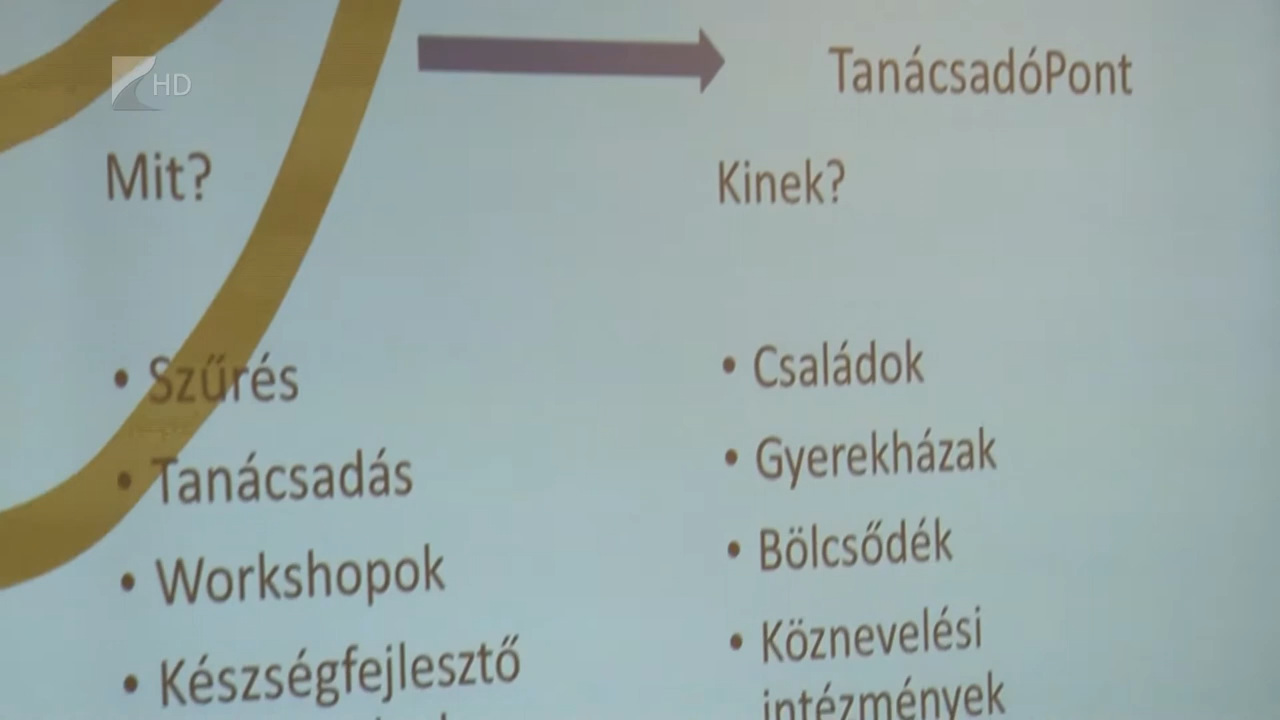 HD
TanácsadóPont
Mit?
Kinek?
• Szűrés
• Tanácsadás
• Workshopok
• Készségfejlesztő
• Családok
• Gyerekházak
• Bölcsődék
• Köznevelési
intézmények